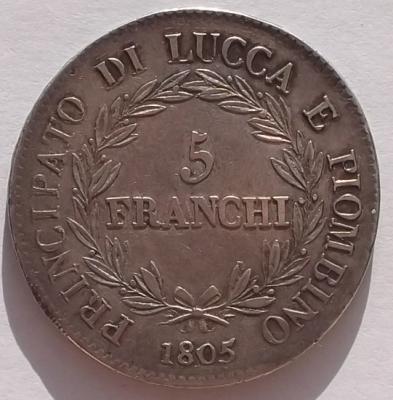 PRINCIPATO DI LUCCA E PIOMBINO
5
FRANCHI
1805